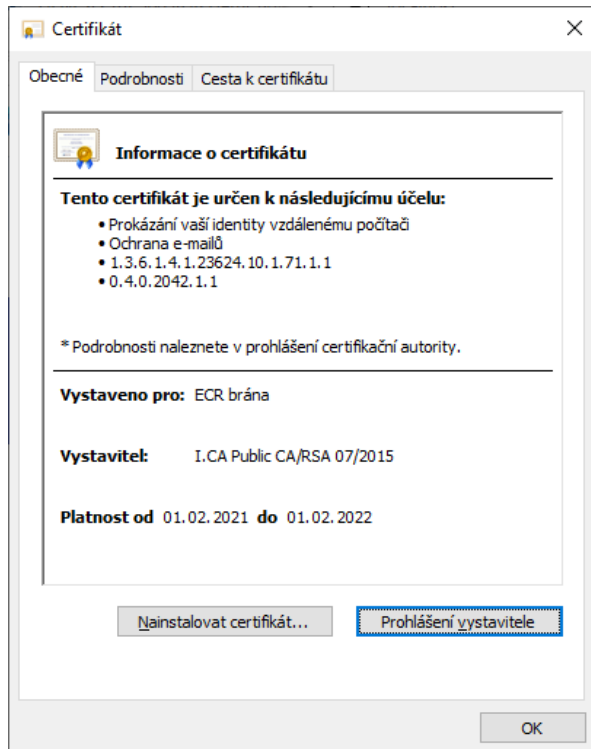 Certifikát
Obecné Podrobnosti Cesta k certifikátu
Informace o certifikátu
Tento certifikát je určen k následujícímu účelu:
• Prokázání vaší identity vzdálenému počítači
• Ochrana e-mailů
• 1.3.6.1.4.1.23624.10.1.71.1.1
• 0.4.0.2042.1.1
* Podrobnosti naleznete v prohlášení certifikační autority.
Vystaveno pro: ECR brána
Vystavitel: I.CA Public CA/RSA 07/2015
Platnost od 01.02.2021 do 01.02.2022
Nainstalovat certifikát... Prohlášení vystavitele
OK